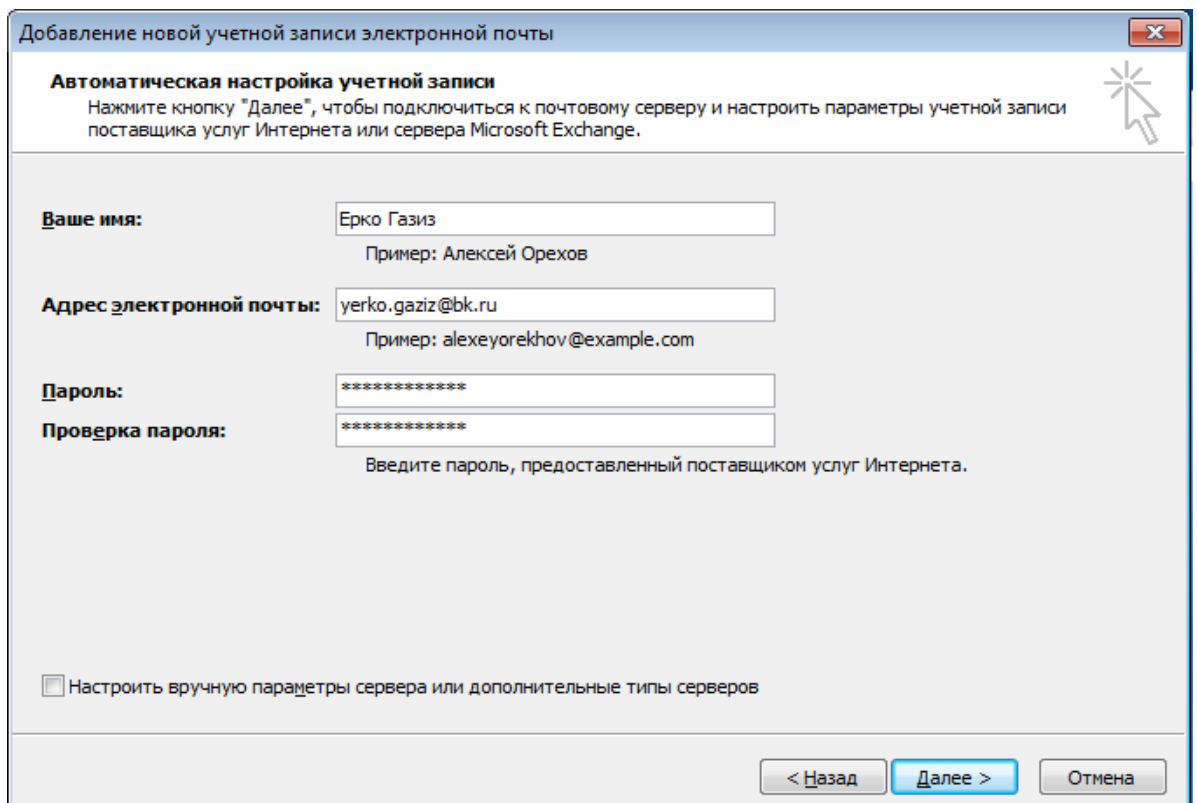 Добавление новой учетной записи электронной почты
Автоматическая настройка учетной записи
Нажмите кнопку "Далее", чтобы подключиться к почтовому серверу и настроить параметры учетной записи
поставщика услуг Интернета или сервера Microsoft Exchange.
Ваше имя: Ерко Газиз
Пример: Алексей Орехов
Адрес электронной почты: yerko.gaziz@bk.ru
Пример: alexeyorekhov@example.com
Пароль: *************
Проверка пароля: *************
Введите пароль, предоставленный поставщиком услуг Интернета.
Настроить вручную параметры сервера или дополнительные типы серверов
< Назад Далее > Отмена